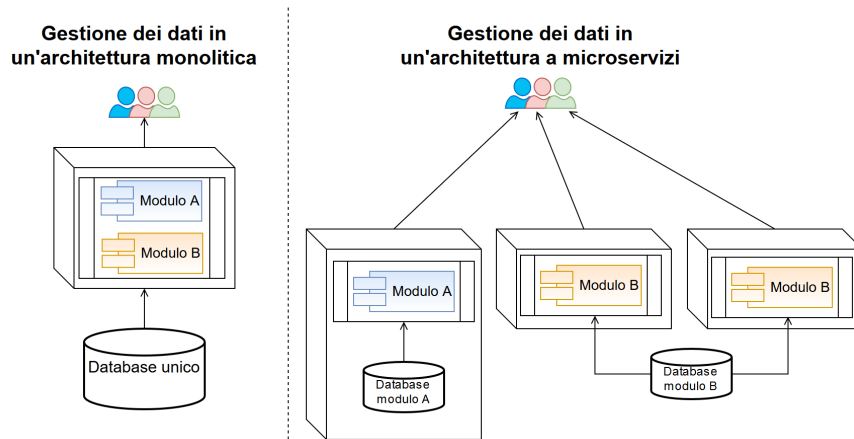 Gestione dei dati in
un'architettura monolitica
Modulo A
Modulo B
Database unico
Gestione dei dati in
un'architettura a microservizi
Modulo A
Modulo B
Modulo B
Database
modulo A
Database
modulo B